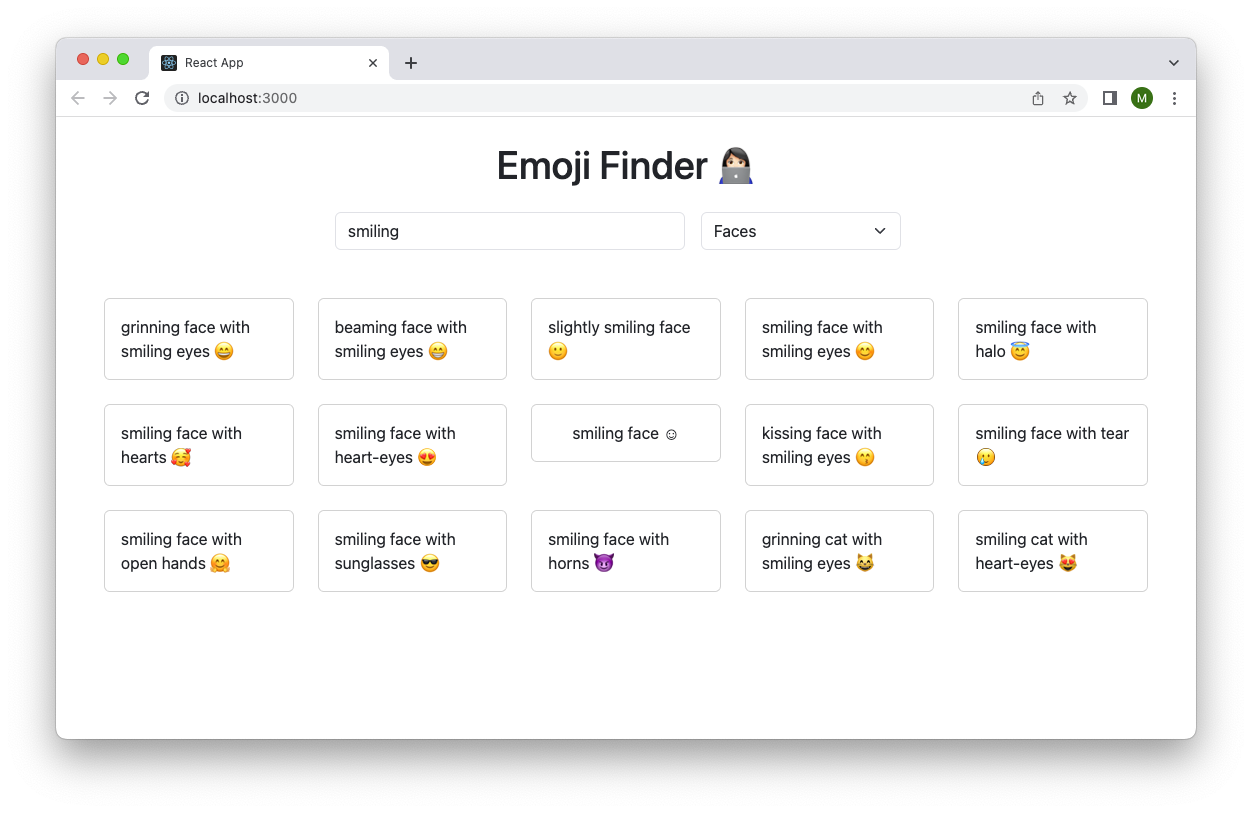 React App
localhost:3000
M
Emoji Finder 👩🏻‍💻
smiling
Faces
grinning face with
smiling eyes 😄
beaming face with
smiling eyes 😁
slightly smiling face
🙂
smiling face with
smiling eyes 😊
smiling face with
halo 😇
smiling face with
hearts 🥰
smiling face with
heart-eyes 😍
smiling face ☺
kissing face with
smiling eyes 😙
smiling face with tear
🥲
smiling face with
open hands 🤗
smiling face with
sunglasses 😎
smiling face with
horns 😈
grinning cat with
smiling eyes 😸
smiling cat with
heart-eyes 😻